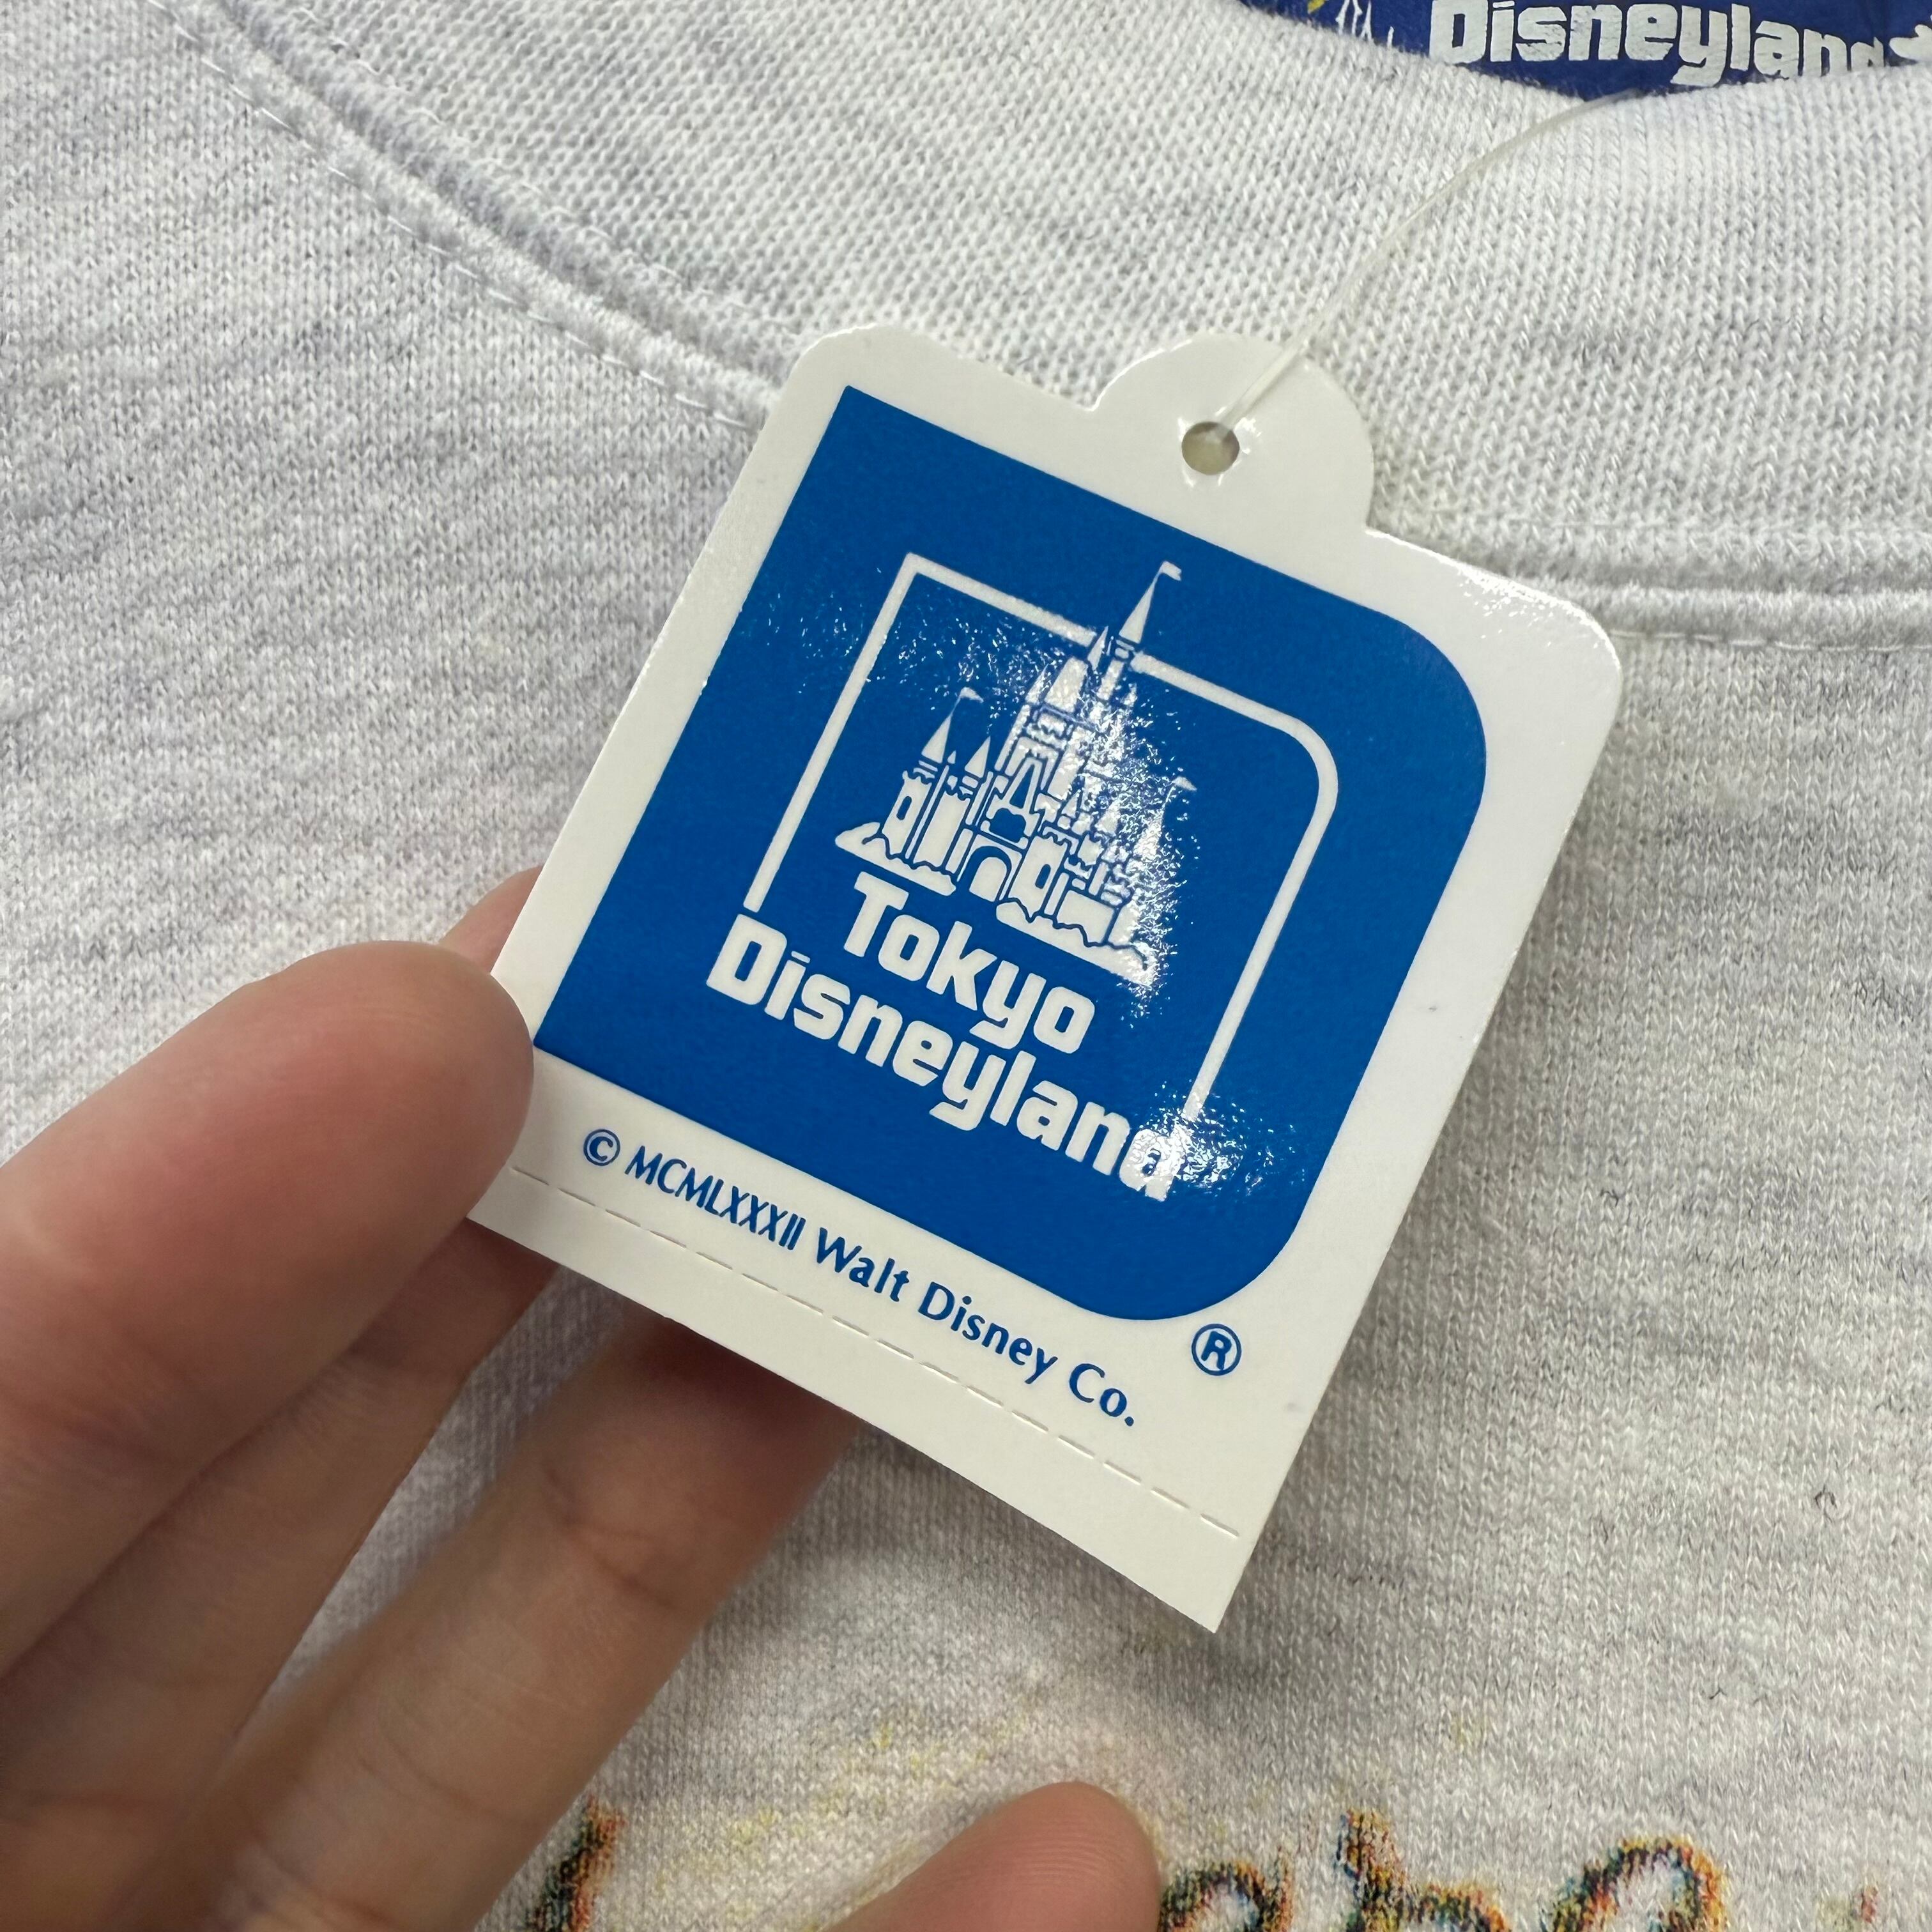 Disneyland
Tokyo
Disneyland
© MCMLXXXII Walt Disney Co.
®